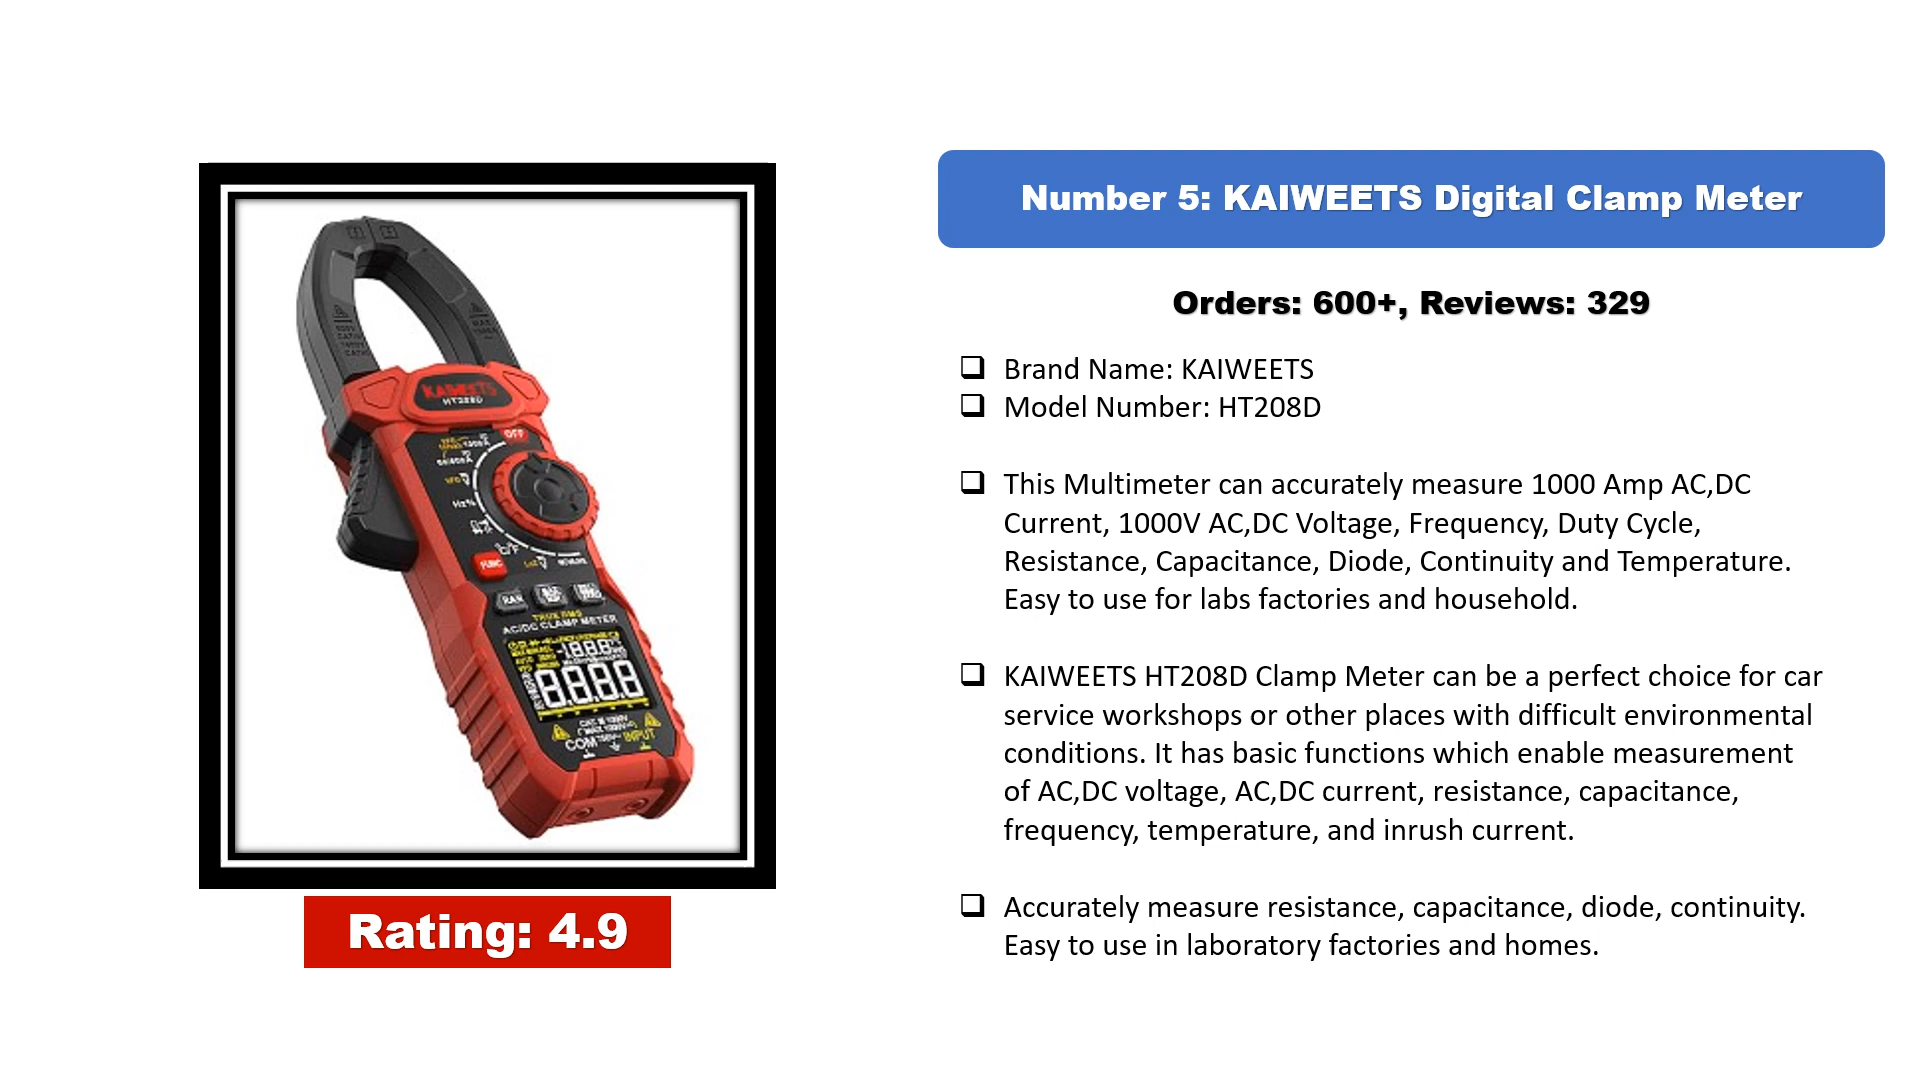 Number 5: KAIWEETS Digital Clamp Meter
Orders: 600+, Reviews: 329
Brand Name: KAIWEETS
Model Number: HT208D
This Multimeter can accurately measure 1000 Amp AC,DC
Current, 1000V AC,DC Voltage, Frequency, Duty Cycle,
Resistance, Capacitance, Diode, Continuity and Temperature.
Easy to use for labs factories and household.
KAIWEETS HT208D Clamp Meter can be a perfect choice for car
service workshops or other places with difficult environmental
conditions. It has basic functions which enable measurement
of AC,DC voltage, AC,DC current, resistance, capacitance,
frequency, temperature, and inrush current.
Accurately measure resistance, capacitance, diode, continuity.
Easy to use in laboratory factories and homes.
KAIWEETS
HT208D
OFF
Hz%
°C/°F
FUNC
RAN
TRUE RMS
AC/DC CLAMP METER
8.8.8.8
COM
INPUT
Rating: 4.9